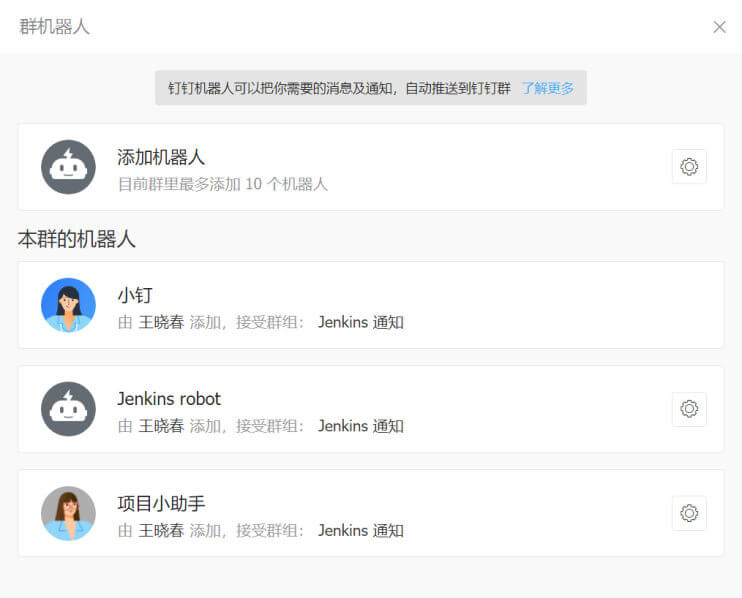 群机器人
钉钉机器人可以把你需要的消息及通知，自动推送到钉钉群 了解更多
添加机器人
目前群里最多添加 10 个机器人
本群的机器人
小钉
由 王晓春 添加，接受群组： Jenkins 通知
Jenkins robot
由 王晓春 添加，接受群组： Jenkins 通知
项目小助手
由 王晓春 添加，接受群组： Jenkins 通知